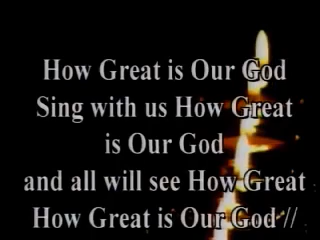 How Great is Our God
Sing with us How Great
is Our God
and all will see How Great
How Great is Our God //